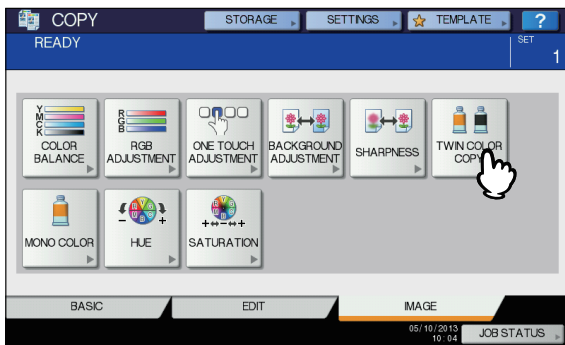 COPY
STORAGE
SETTINGS
TEMPLATE
?
READY
SET
1
Y
M
C
K
COLOR
BALANCE
R
G
B
RGB
ADJUSTMENT
ONE TOUCH
ADJUSTMENT
BACKGROUND
ADJUSTMENT
SHARPNESS
TWIN COLOR
COPY
MONO COLOR
- +
HUE
+↔-↔+
SATURATION
BASIC
EDIT
IMAGE
05/10/2013
10:04
JOB STATUS